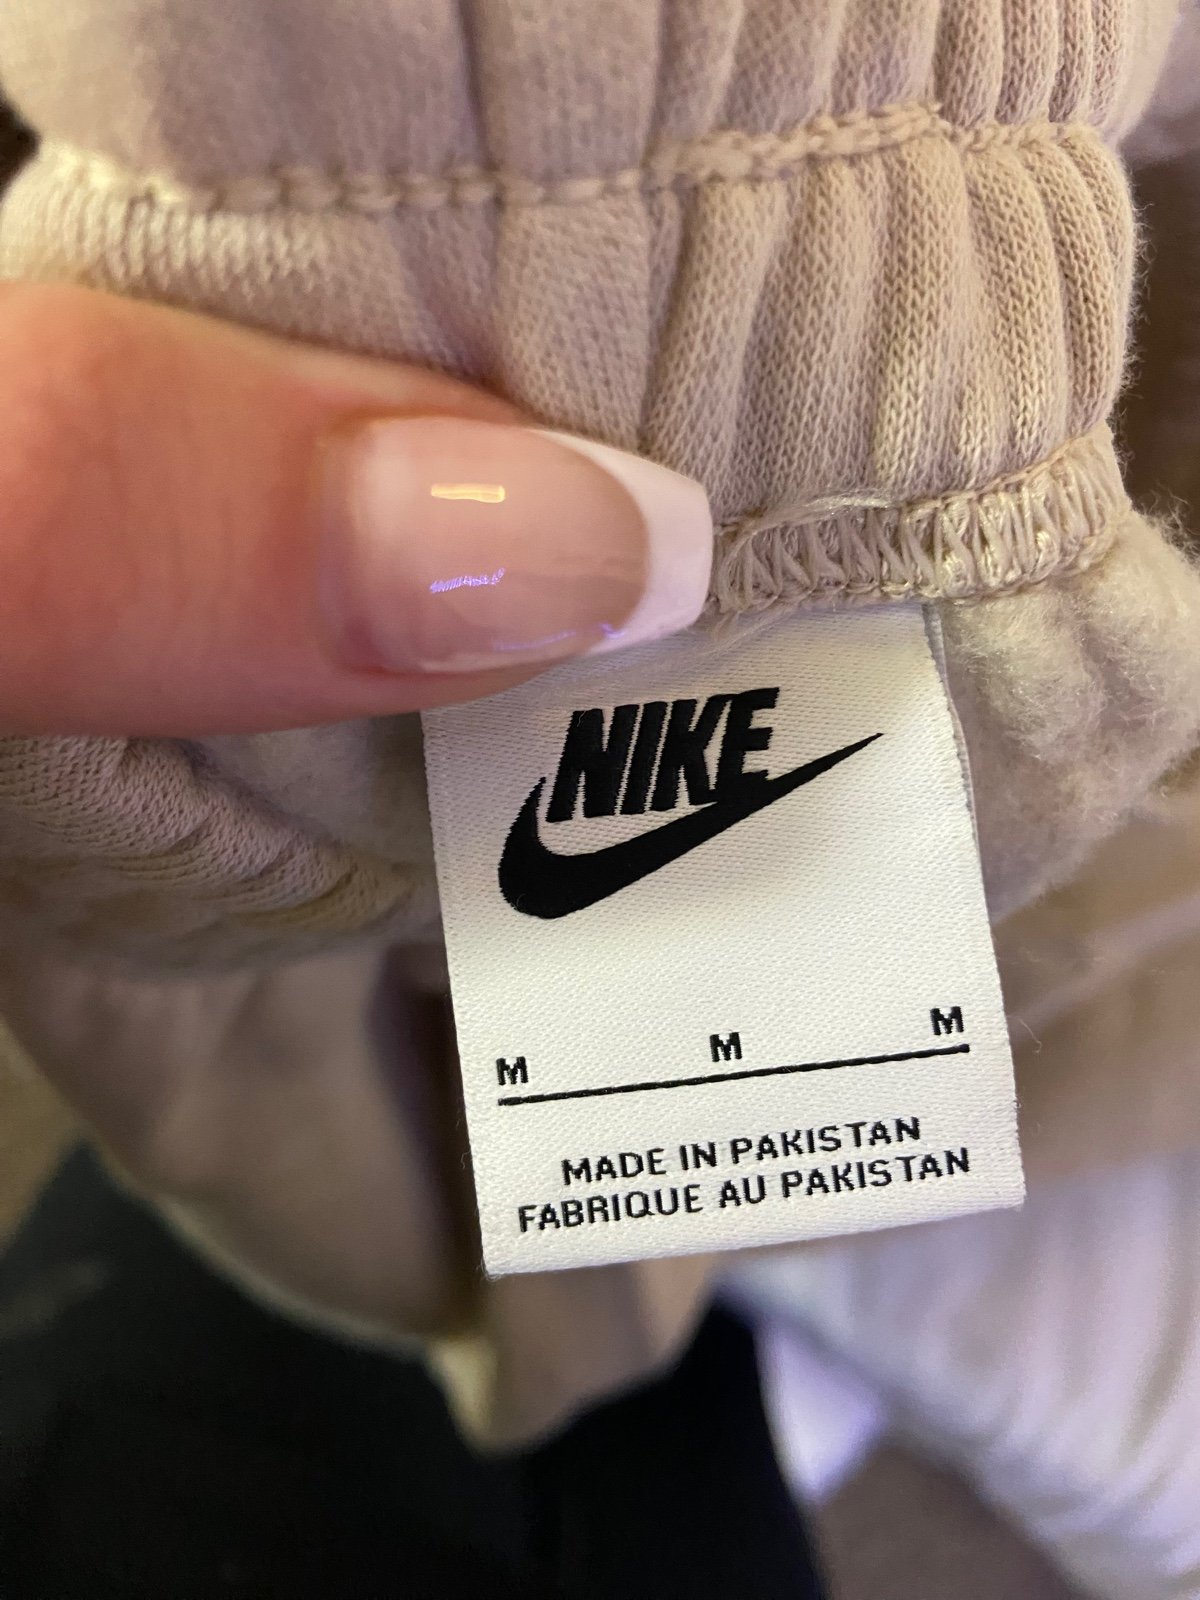 NIKE
M M M
MADE IN PAKISTAN
FABRIQUE AU PAKISTAN